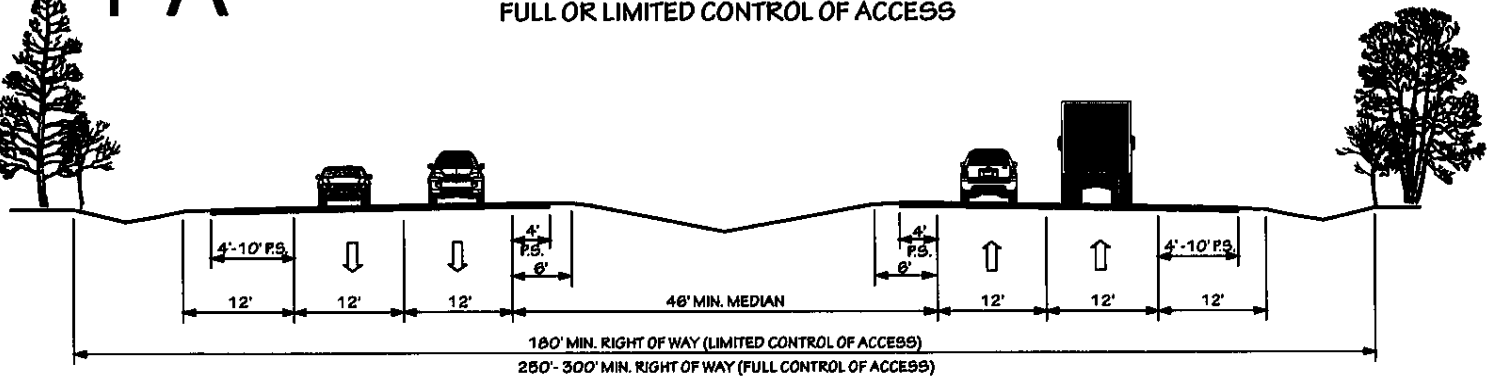 FULL OR LIMITED CONTROL OF ACCESS
4'-10' P.S.
4'
P.S.
6'
4'
P.S.
6'
4'-10' P.S.
12'
12'
12'
46' MIN. MEDIAN
12'
12'
12'
180' MIN. RIGHT OF WAY (LIMITED CONTROL OF ACCESS)
250'- 300' MIN. RIGHT OF WAY (FULL CONTROL OF ACCESS)